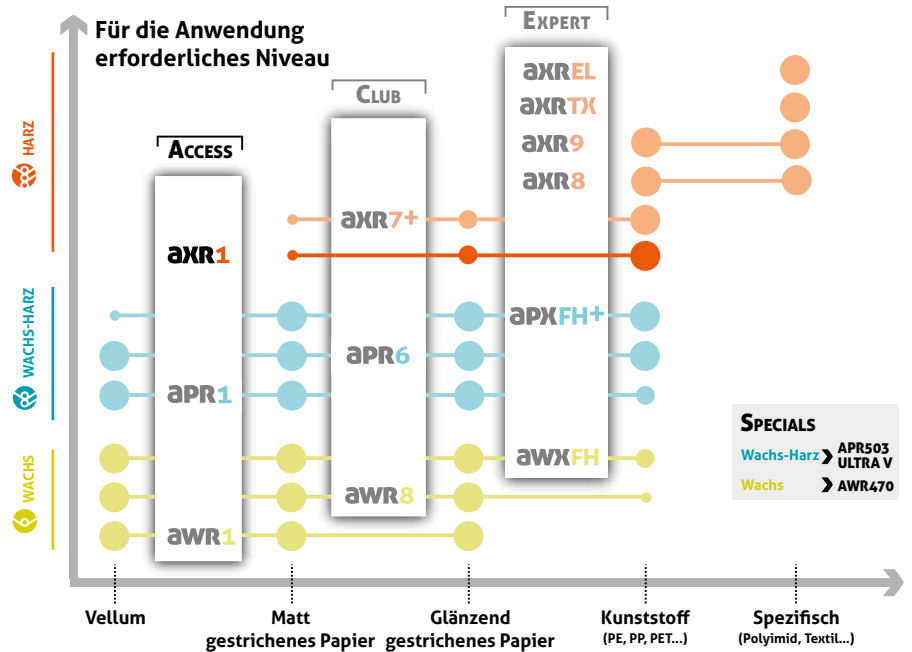 Für die Anwendung
erforderliches Niveau
EXPERT
CLUB
ACCESS
HARZ
WACHS-HARZ
WACHS
aXREL
aXRTX
aXR9
aXR8
aXR7+
aXR1
aPXFH+
aPR6
aPR1
aWXFH
aWR8
aWR1
SPECIALS
Wachs-Harz
APR503
ULTRA V
Wachs
AWR470
Vellum
Matt
gestrichenes Papier
Glänzend
gestrichenes Papier
Kunststoff
(PE, PP, PET...)
Spezifisch
(Polyimid, Textil...)